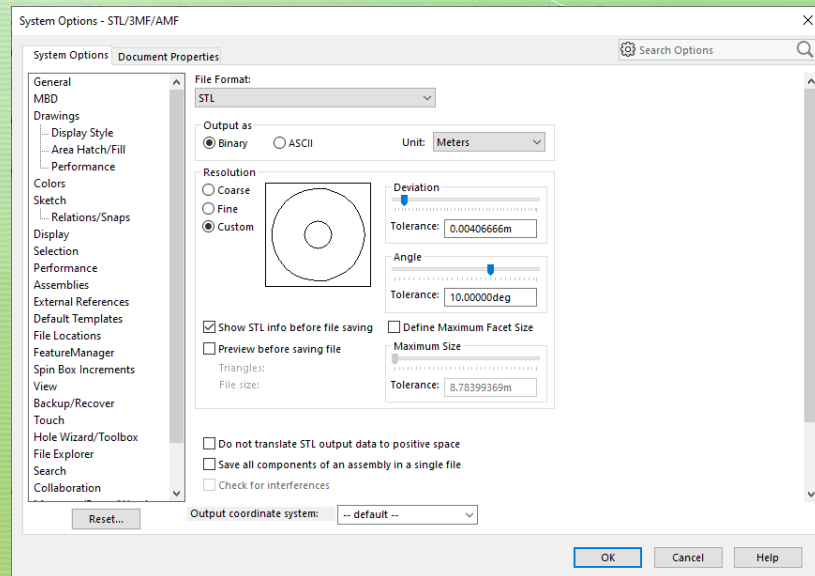 System Options - STL/3MF/AMF
System Options Document Properties
Search Options
General
MBD
Drawings
Display Style
Area Hatch/Fill
Performance
Colors
Sketch
Relations/Snaps
Display
Selection
Performance
Assemblies
External References
Default Templates
File Locations
FeatureManager
Spin Box Increments
View
Backup/Recover
Touch
Hole Wizard/Toolbox
File Explorer
Search
Collaboration
Reset...
File Format:
STL
Output as
Binary ASCII Unit: Meters
Resolution
Coarse
Fine
Custom
Deviation
Tolerance: 0.00406666m
Angle
Tolerance: 10.00000deg
Show STL info before file saving
Define Maximum Facet Size
Preview before saving file
Triangles:
File size:
Maximum Size
Tolerance: 8.78399369m
Do not translate STL output data to positive space
Save all components of an assembly in a single file
Check for interferences
Output coordinate system: -- default --
OK Cancel Help